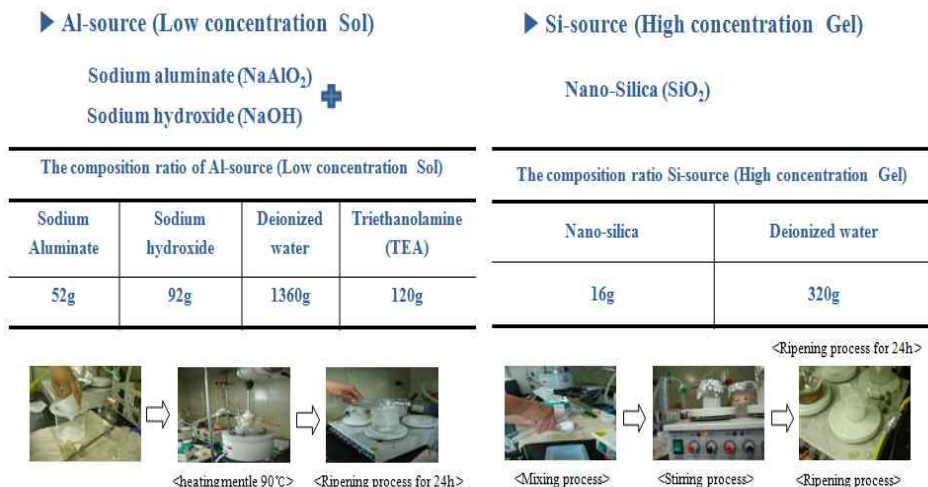 ▶ Al-source (Low concentration Sol)
Sodium aluminate (NaAlO₂)
Sodium hydroxide (NaOH)
The composition ratio of Al-source (Low concentration Sol)
Sodium Aluminate | Sodium hydroxide | Deionized water | Triethanolamine (TEA)
52g | 92g | 1360g | 120g
<heating mentle 90℃> <Ripening process for 24h>
▶ Si-source (High concentration Gel)
Nano-Silica (SiO₂)
The composition ratio Si-source (High concentration Gel)
Nano-silica | Deionized water
16g | 320g
<Ripening process for 24h>
<Mixing process> <Stirring process> <Ripening process>